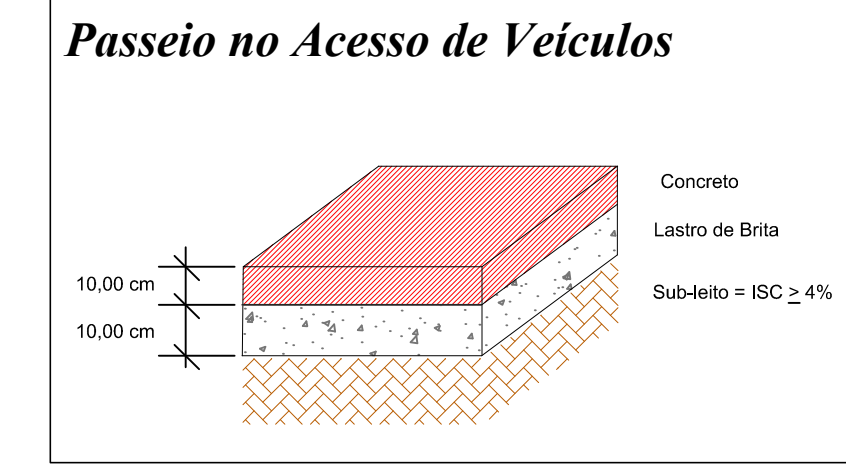 Passeio no Acesso de Veículos
Concreto
Lastro de Brita
10,00 cm
Sub-leito = ISC ≥ 4%
10,00 cm